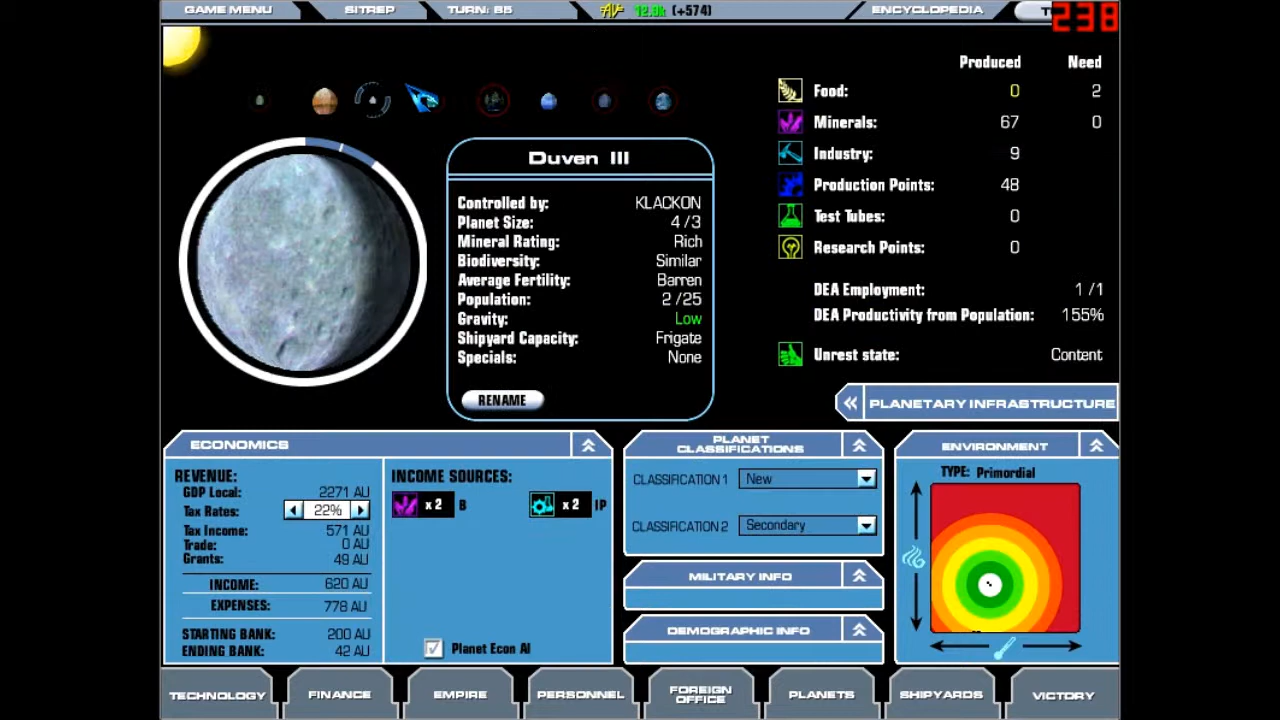 GAME MENU
SITREP
TURN: 85
12.9k (+574)
ENCYCLOPEDIA
238
Produced Need
Food: 0 2
Minerals: 67 0
Industry: 9
Production Points: 48
Test Tubes: 0
Research Points: 0
DEA Employment: 1 /1
DEA Productivity from Population: 155%
Unrest state: Content
Duven III
Controlled by: KLACKON
Planet Size: 4 /3
Mineral Rating: Rich
Biodiversity: Similar
Average Fertility: Barren
Population: 2 /25
Gravity: Low
Shipyard Capacity: Frigate
Specials: None
RENAME
PLANETARY INFRASTRUCTURE
ECONOMICS
REVENUE:
GDP Local: 2271 AU
Tax Rates: 22%
Tax Income: 571 AU
Trade: 0 AU
Grants: 49 AU
INCOME: 620 AU
EXPENSES: 778 AU
STARTING BANK: 200 AU
ENDING BANK: 42 AU
INCOME SOURCES:
x 2 B
x 2 IP
Planet Econ AI
PLANET
CLASSIFICATIONS
CLASSIFICATION 1 New
CLASSIFICATION 2 Secondary
MILITARY INFO
DEMOGRAPHIC INFO
ENVIRONMENT
TYPE: Primordial
TECHNOLOGY
FINANCE
EMPIRE
PERSONNEL
FOREIGN
OFFICE
PLANETS
SHIPYARDS
VICTORY